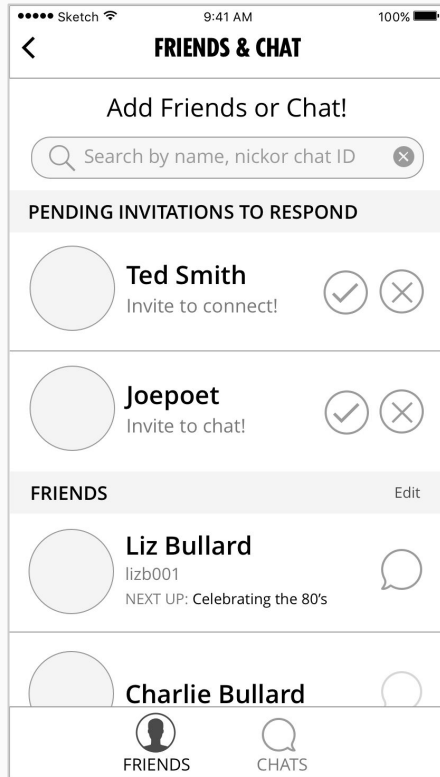 Sketch 9:41 AM 100%
FRIENDS & CHAT
Add Friends or Chat!
Search by name, nickor chat ID
PENDING INVITATIONS TO RESPOND
Ted Smith
Invite to connect!
Joepoet
Invite to chat!
FRIENDS Edit
Liz Bullard
lizb001
NEXT UP: Celebrating the 80's
Charlie Bullard
FRIENDS CHATS